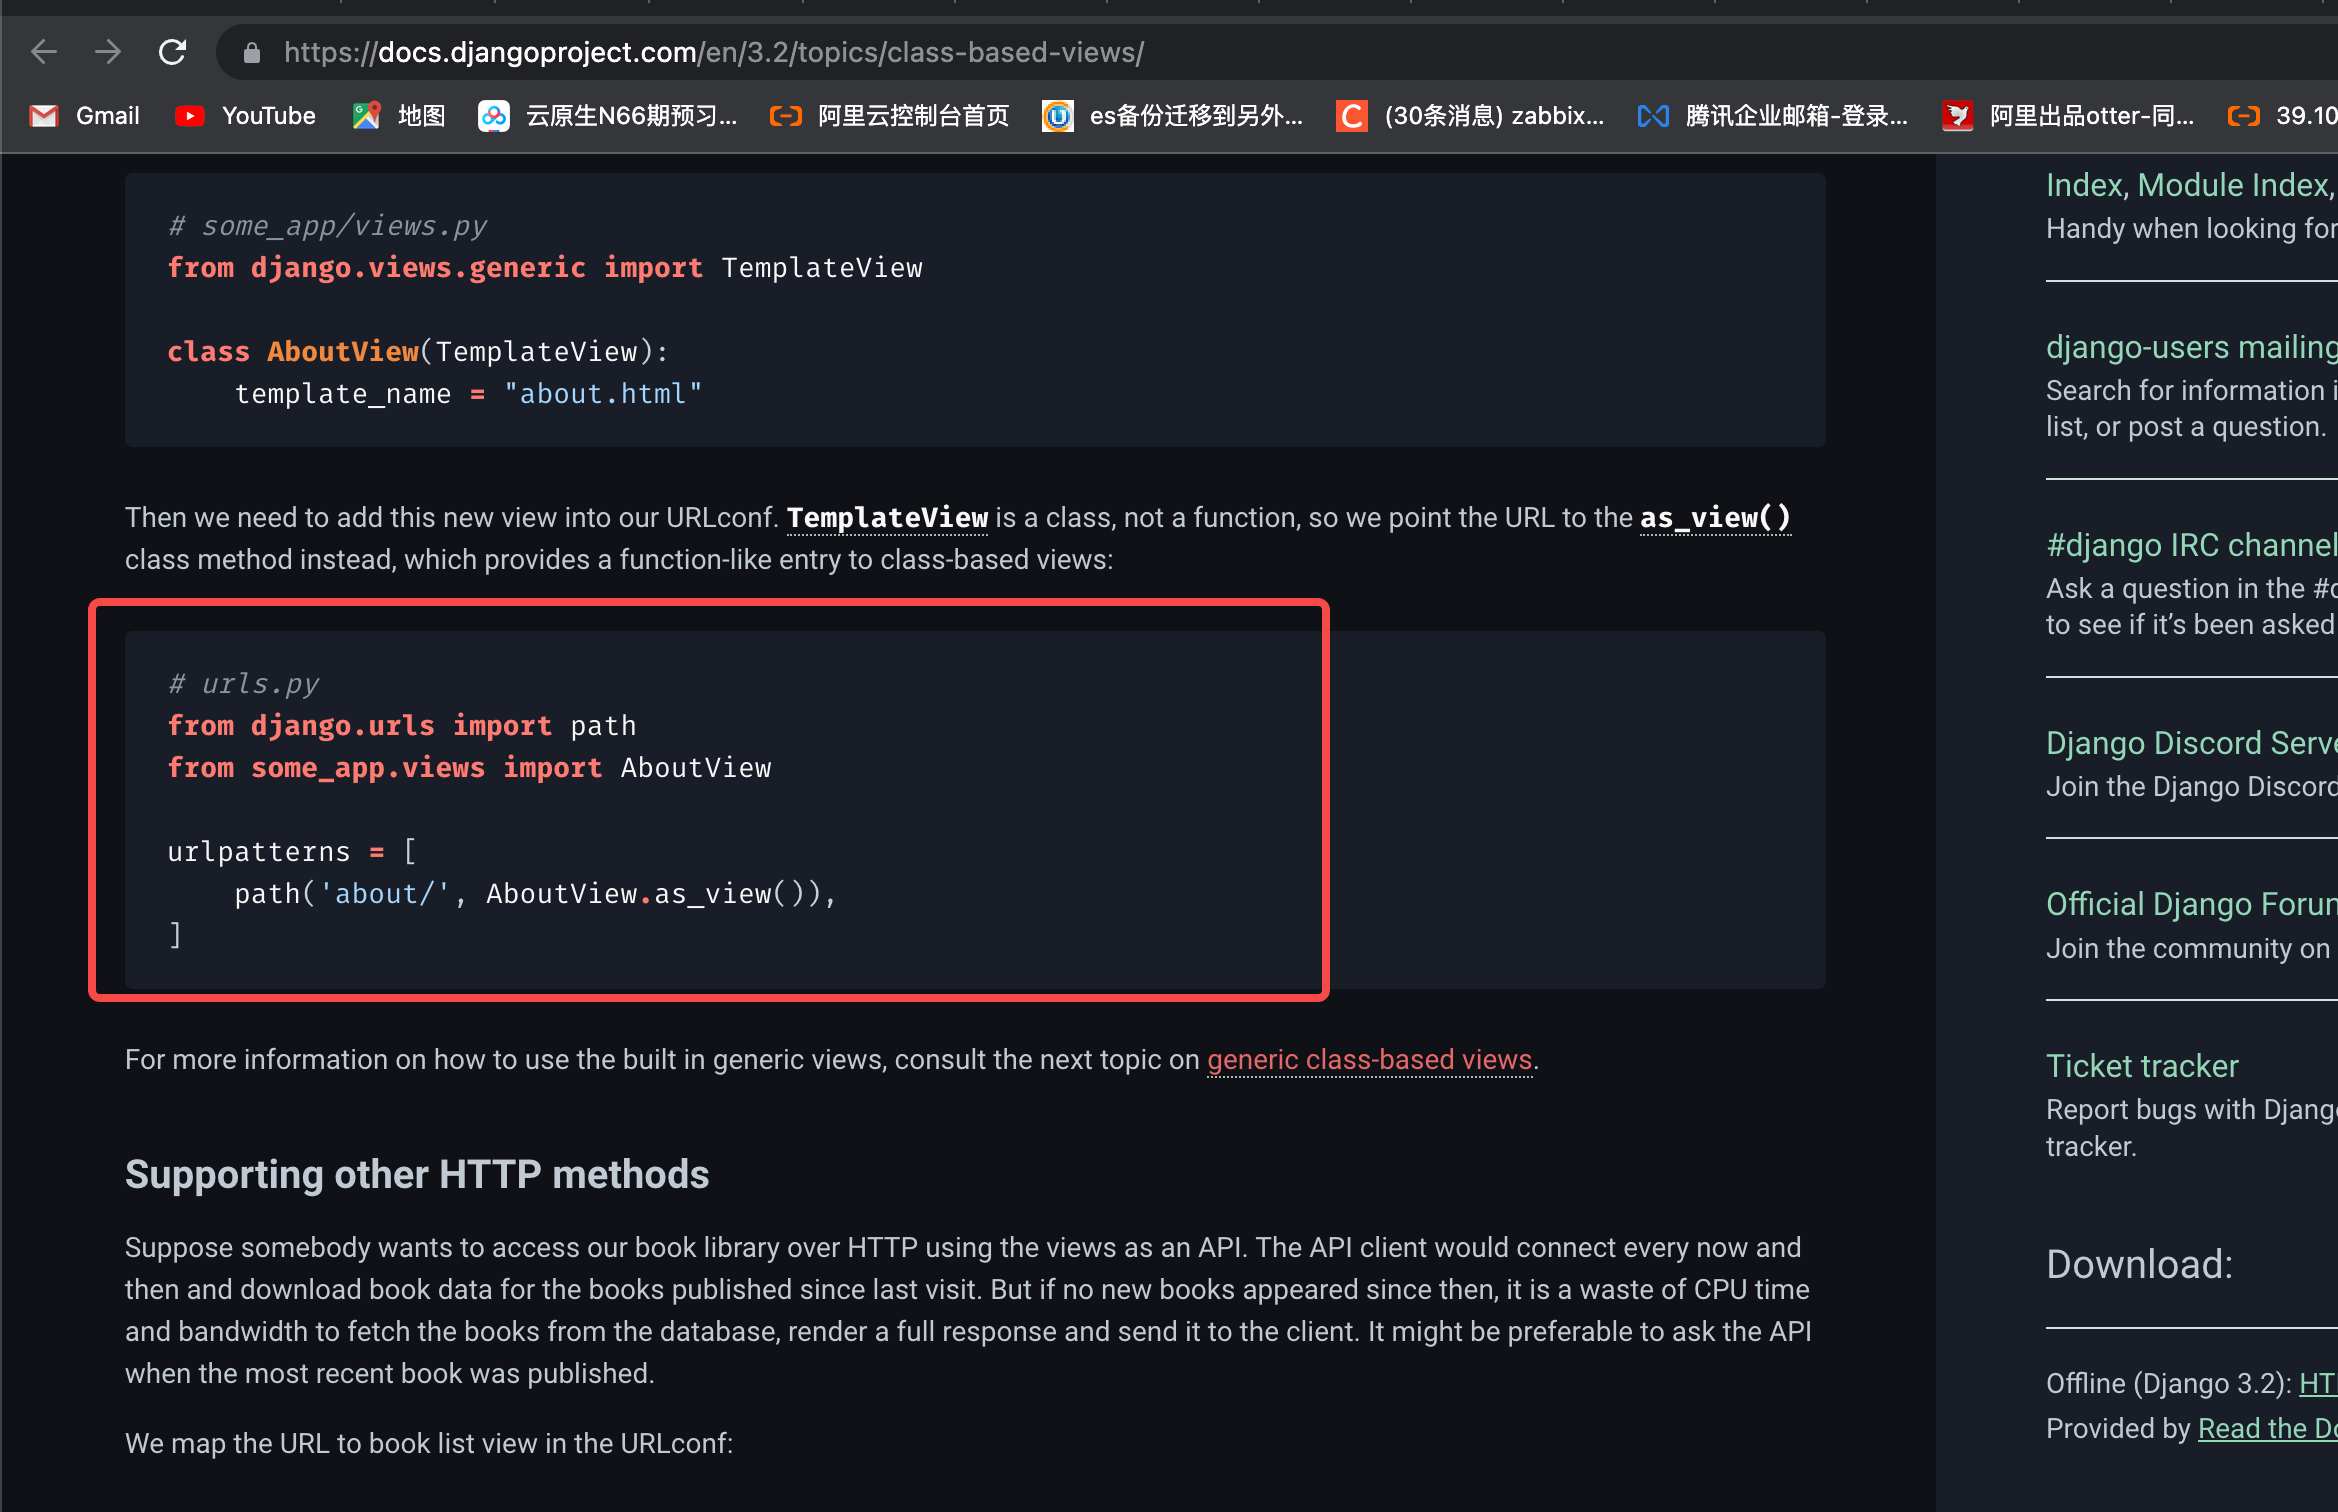 https://docs.djangoproject.com/en/3.2/topics/class-based-views/
Gmail YouTube 地图 云原生N66期预习... 阿里云控制台首页 es备份迁移到另外... (30条消息) zabbix... 腾讯企业邮箱-登录... 阿里出品otter-同... 39.10
# some_app/views.py
from django.views.generic import TemplateView
class AboutView(TemplateView):
    template_name = "about.html"
Then we need to add this new view into our URLconf. TemplateView is a class, not a function, so we point the URL to the as_view()
class method instead, which provides a function-like entry to class-based views:
# urls.py
from django.urls import path
from some_app.views import AboutView
urlpatterns = [
    path('about/', AboutView.as_view()),
]
For more information on how to use the built in generic views, consult the next topic on generic class-based views.
Supporting other HTTP methods
Suppose somebody wants to access our book library over HTTP using the views as an API. The API client would connect every now and
then and download book data for the books published since last visit. But if no new books appeared since then, it is a waste of CPU time
and bandwidth to fetch the books from the database, render a full response and send it to the client. It might be preferable to ask the API
when the most recent book was published.
We map the URL to book list view in the URLconf:
Index, Module Index,
Handy when looking for
django-users mailing
Search for information
list, or post a question.
#django IRC channel
Ask a question in the
to see if it's been asked
Django Discord
Join the Django Discord
Official Django
Join the community on
Ticket tracker
Report bugs with
tracker.
Download:
Offline (Django 3.2):
Provided by Read the